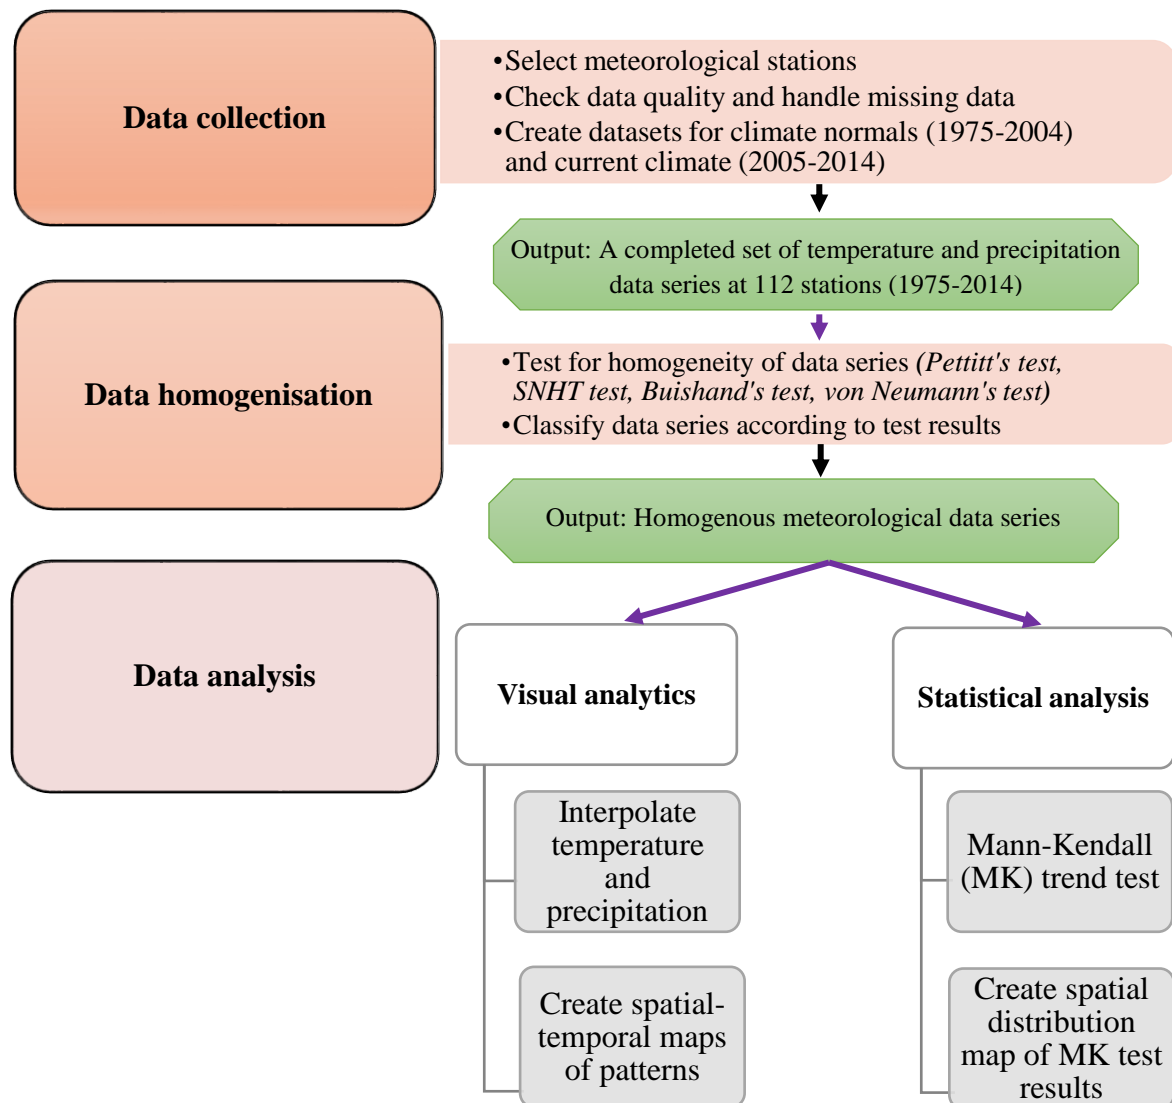 Data collection
•Select meteorological stations
•Check data quality and handle missing data
•Create datasets for climate normals (1975-2004)
and current climate (2005-2014)
Output: A completed set of temperature and precipitation
data series at 112 stations (1975-2014)
Data homogenisation
•Test for homogeneity of data series (Pettitt's test,
SNHT test, Buishand's test, von Neumann's test)
•Classify data series according to test results
Output: Homogenous meteorological data series
Data analysis
Visual analytics
Interpolate
temperature
and
precipitation
Create spatial-
temporal maps
of patterns
Statistical analysis
Mann-Kendall
(MK) trend test
Create spatial
distribution
map of MK test
results